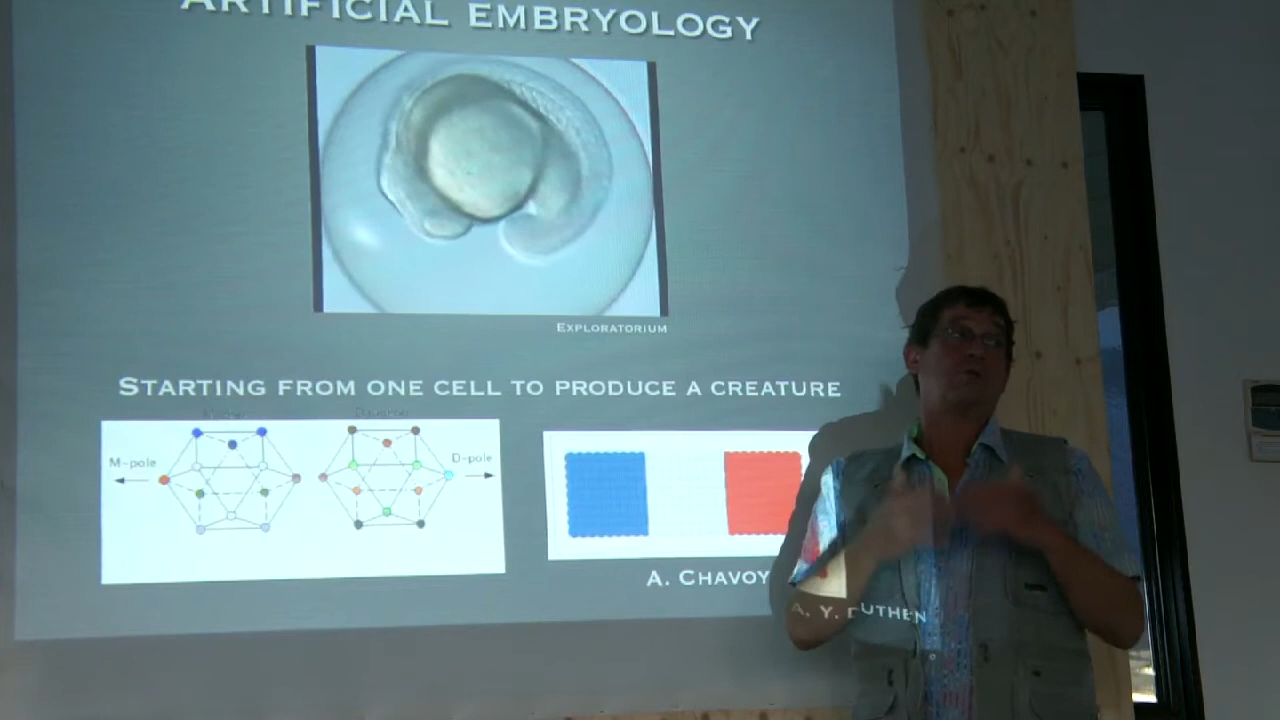 ARTIFICIAL EMBRYOLOGY
EXPLORATORIUM
STARTING FROM ONE CELL TO PRODUCE A CREATURE
M-pole
D-pole
A. CHAVOY
A. Y. DUTHEN